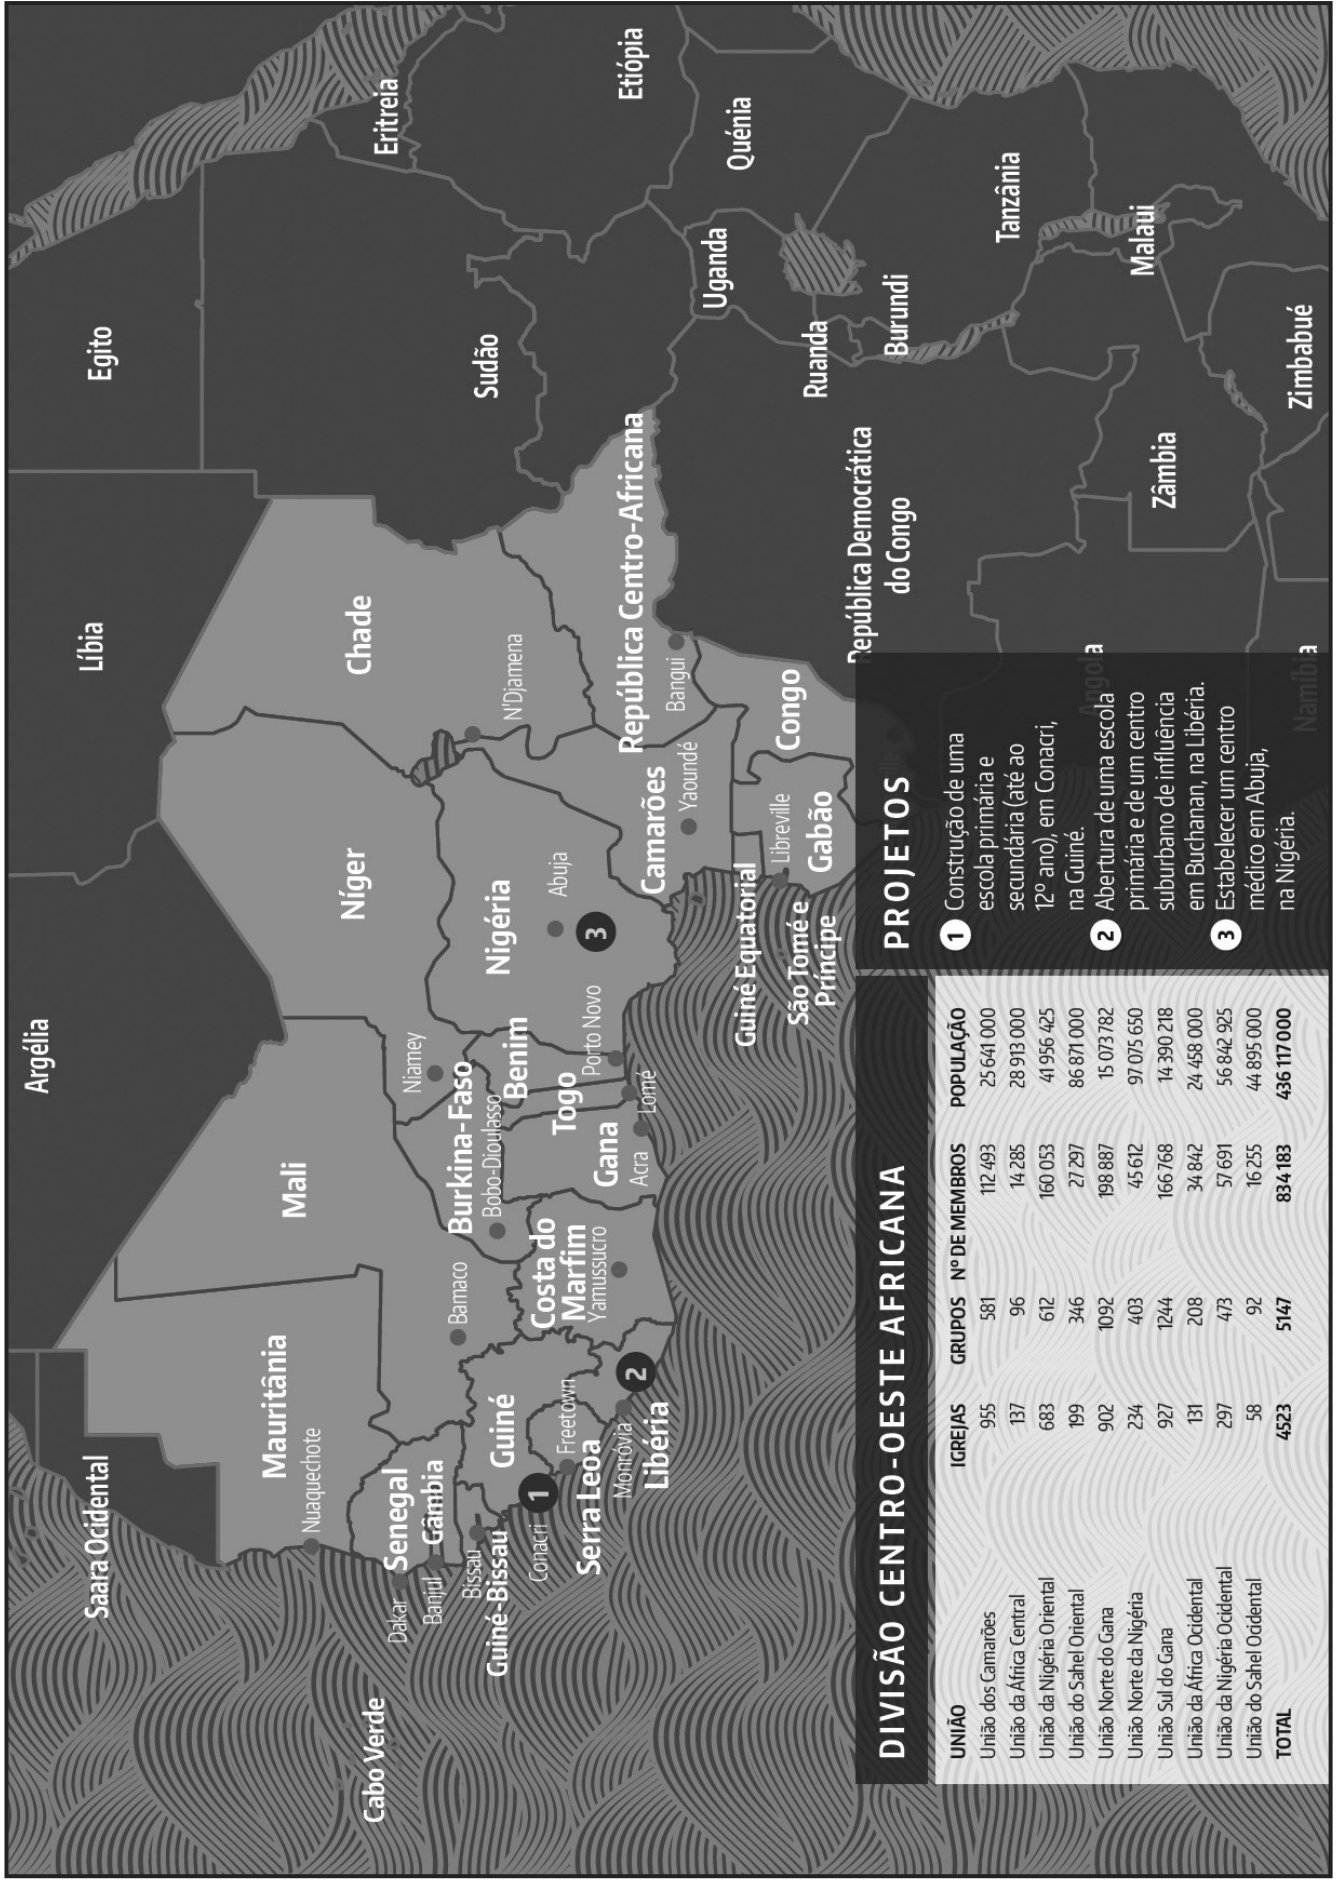 Saara Ocidental
Argélia
Líbia
Egito
Cabo Verde
Mauritânia
Nuaquechote
Mali
Níger
Chade
Sudão
Eritreia
Etiópia
Dakar
Senegal
Banjul
Gâmbia
Bissau
Guiné-Bissau
Guiné
Conacri
Bamaco
Burkina-Faso
Bobo-Dioulasso
Niamey
Nigéria
Abuja
N'Djamena
Benim
Porto Novo
Togo
Lomé
Gana
Acra
Costa do
Marfim
Yamussucro
Freetown
Serra Leoa
Monróvia
Libéria
1
2
3
Camarões
Yaoundé
República Centro-Africana
Bangui
Guiné Equatorial
São Tomé e
Príncipe
Libreville
Gabão
Congo
República Democrática
do Congo
Uganda
Quénia
Ruanda
Burundi
Tanzânia
Malaui
Zâmbia
Zimbabué
Angola
Namíbia
DIVISÃO CENTRO-OESTE AFRICANA
UNIÃO IGREJAS GRUPOS Nº DE MEMBROS POPULAÇÃO
União dos Camarões 955 581 112 493 25 641 000
União da África Central 137 96 14 285 28 913 000
União da Nigéria Oriental 683 612 160 053 41 956 425
União do Sahel Oriental 199 346 27 297 86 871 000
União Norte do Gana 902 1092 198 887 15 073 782
União Norte da Nigéria 234 403 45 612 97 075 650
União Sul do Gana 927 1244 166 768 14 390 218
União da África Ocidental 131 208 34 842 24 458 000
União da Nigéria Ocidental 297 473 57 691 56 842 925
União do Sahel Ocidental 58 92 16 255 44 895 000
TOTAL 4523 5147 834 183 436 117 000
PROJETOS
1 Construção de uma
escola primária e
secundária (até ao
12º ano), em Conacri,
na Guiné.
2 Abertura de uma escola
primária e de um centro
suburbano de influência
em Buchanan, na Libéria.
3 Estabelecer um centro
médico em Abuja,
na Nigéria.